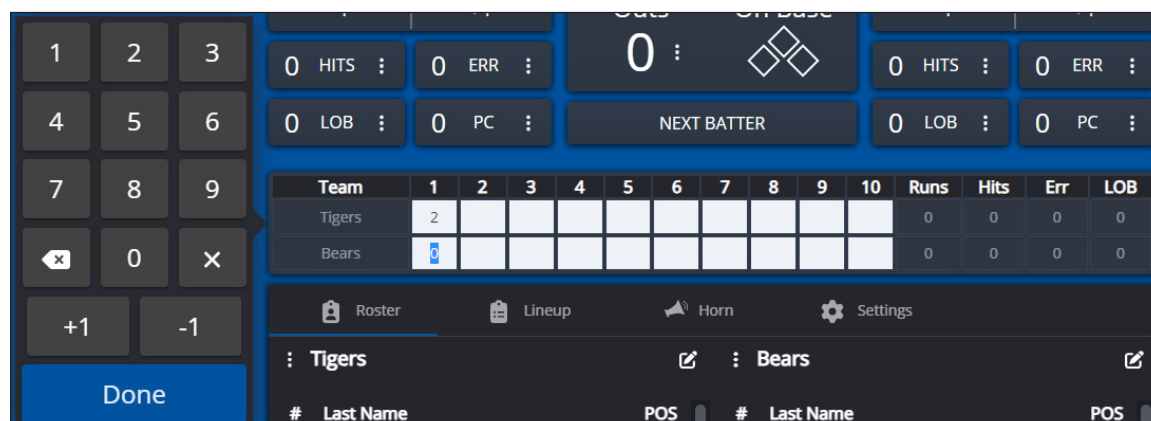 Outs On Base
1 2 3
0 HITS 0 ERR 0 0 HITS 0 ERR
4 5 6
0 LOB 0 PC NEXT BATTER 0 LOB 0 PC
7 8 9
Team 1 2 3 4 5 6 7 8 9 10 Runs Hits Err LOB
Tigers 2 0 0 0 0
0 ×
Bears 0 0 0 0 0
+1 -1
Roster Lineup Horn Settings
Tigers Bears
Done
# Last Name POS # Last Name POS